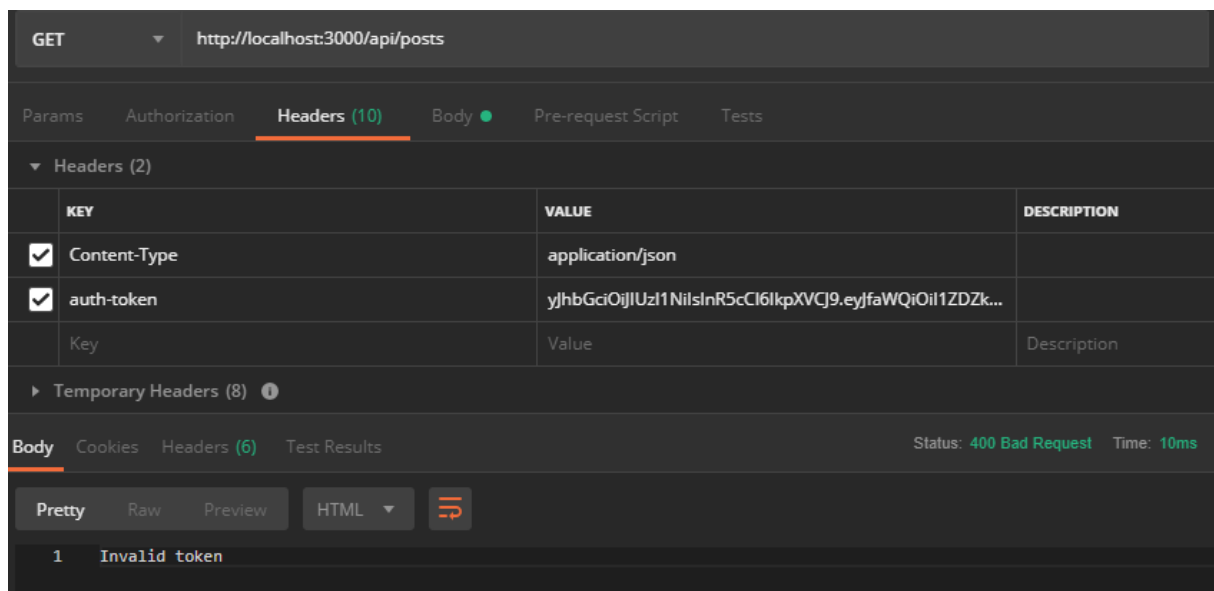 GET http://localhost:3000/api/posts
Params Authorization Headers (10) Body Pre-request Script Tests
Headers (2)
KEY VALUE DESCRIPTION
Content-Type application/json
auth-token yJhbGciOiJIUzI1NiIsInR5cCI6IkpXVCJ9.eyJfaWQiOiI1ZDZk...
Key Value Description
Temporary Headers (8)
Body Cookies Headers (6) Test Results Status: 400 Bad Request Time: 10ms
Pretty Raw Preview HTML
1 Invalid token